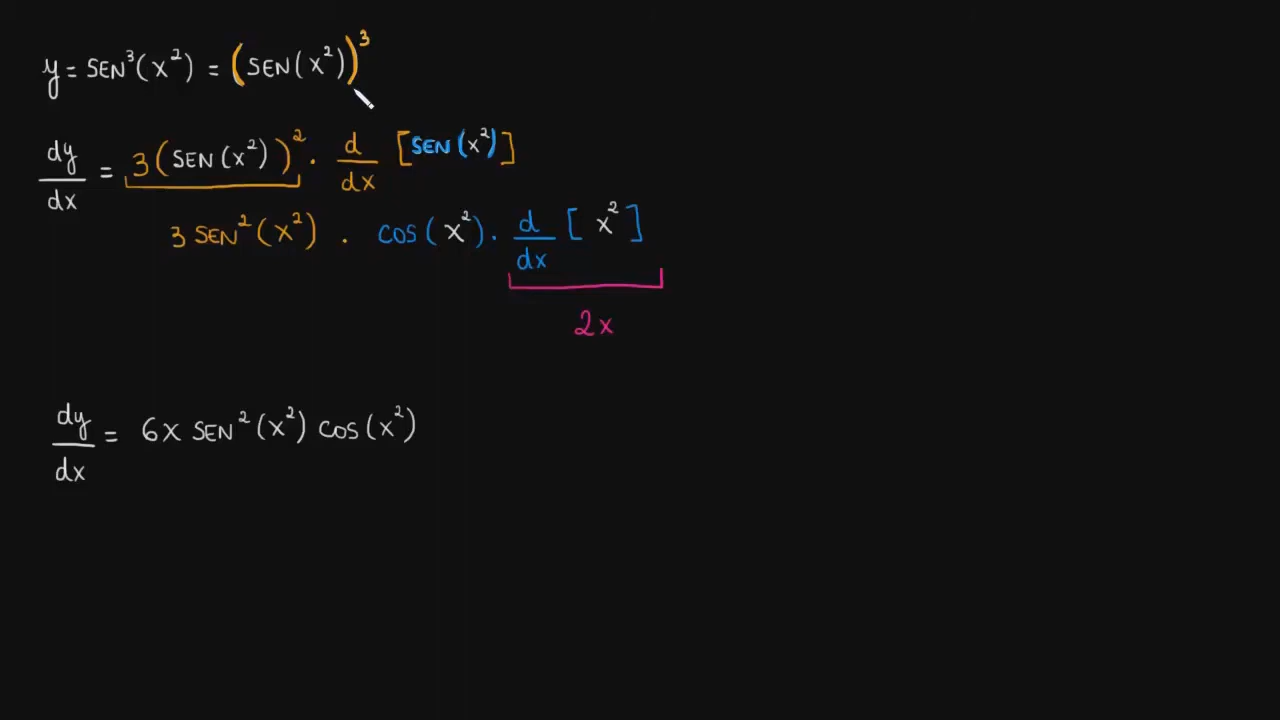 y = SEN³(x²) = (SEN(x²))³
dy/dx = 3(SEN(x²))² · d/dx [SEN(x²)]
3 SEN²(x²) · COS(x²) · d/dx [x²]
2x
dy/dx = 6x SEN²(x²) COS(x²)